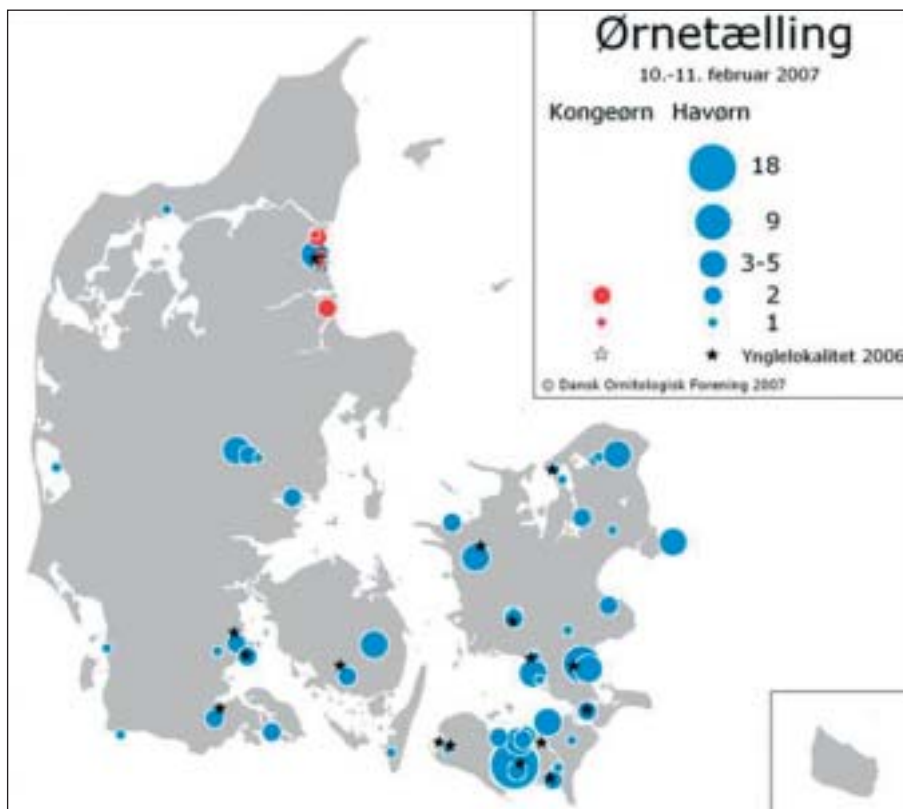 Ørnetælling
10.-11. februar 2007
Kongeørn Havørn
18
9
3-5
2
1
Ynglelokalitet 2006
© Dansk Ornitologisk Forening 2007